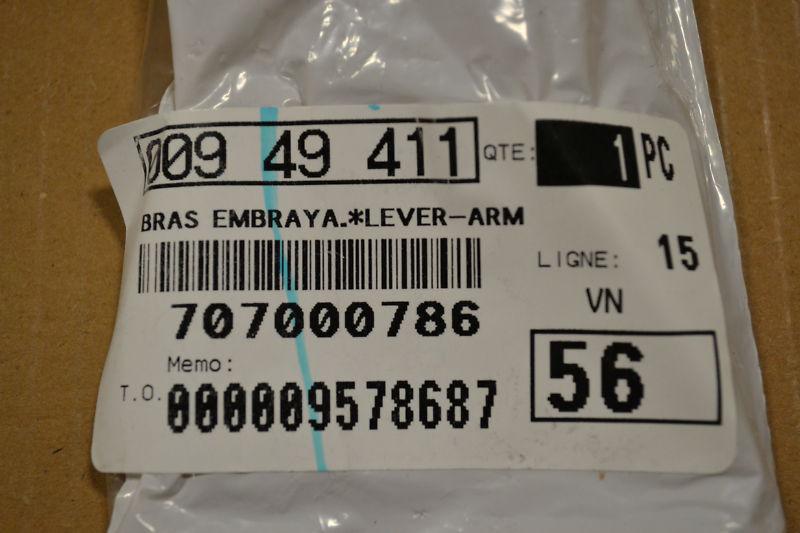 009 49 411 QTE: 1 PC
BRAS EMBRAYA.*LEVER-ARM
LIGNE: 15
707000786
VN
Memo:
56
T.O. 000009578687